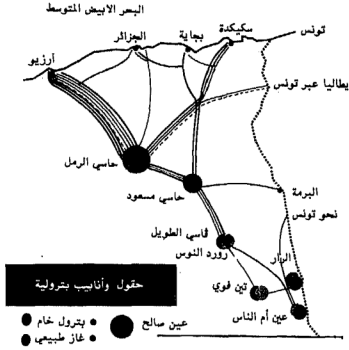 البحر الابيض المتوسط
تونس
سكيكدة
بجاية
الجزائر
أرزيو
يطاليا عبر تونس
حاسي الرمل
حاسي مسعود
البرمة
نحو تونس
قاسي الطويل
رورد النوس
الرار
تين فوي
عين أم الناس
حقول وأنابيب بترولية
عين صالح
بترول خام
غاز طبيعي